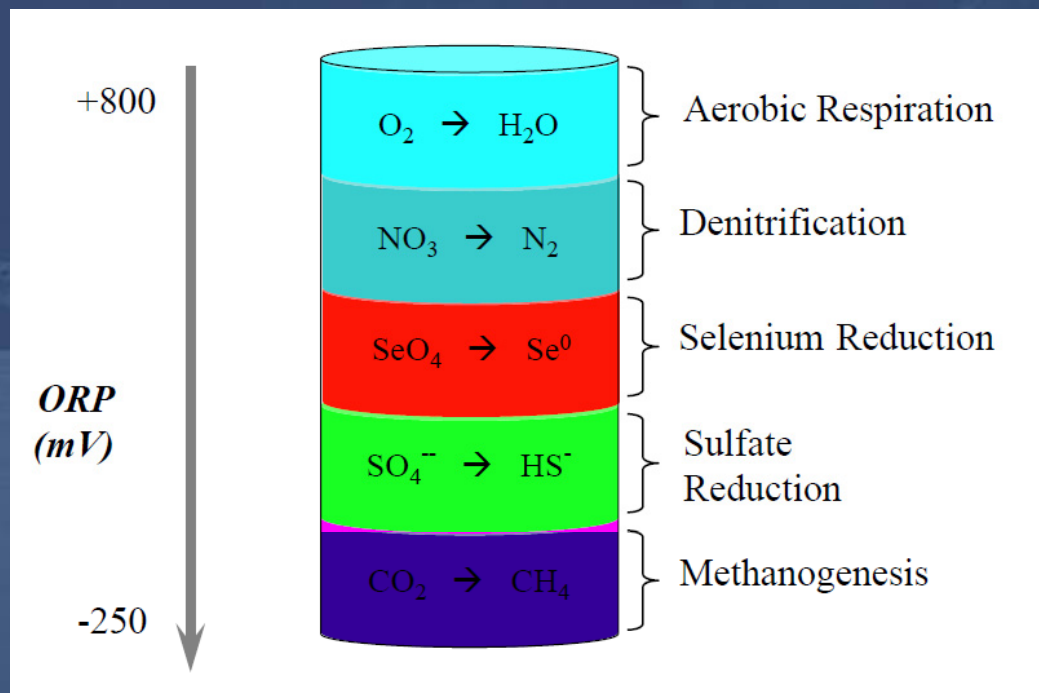 +800
O₂ → H₂O
Aerobic Respiration
NO₃ → N₂
Denitrification
SeO₄ → Se⁰
Selenium Reduction
ORP
(mV)
SO₄⁻⁻ → HS⁻
Sulfate
Reduction
CO₂ → CH₄
Methanogenesis
-250